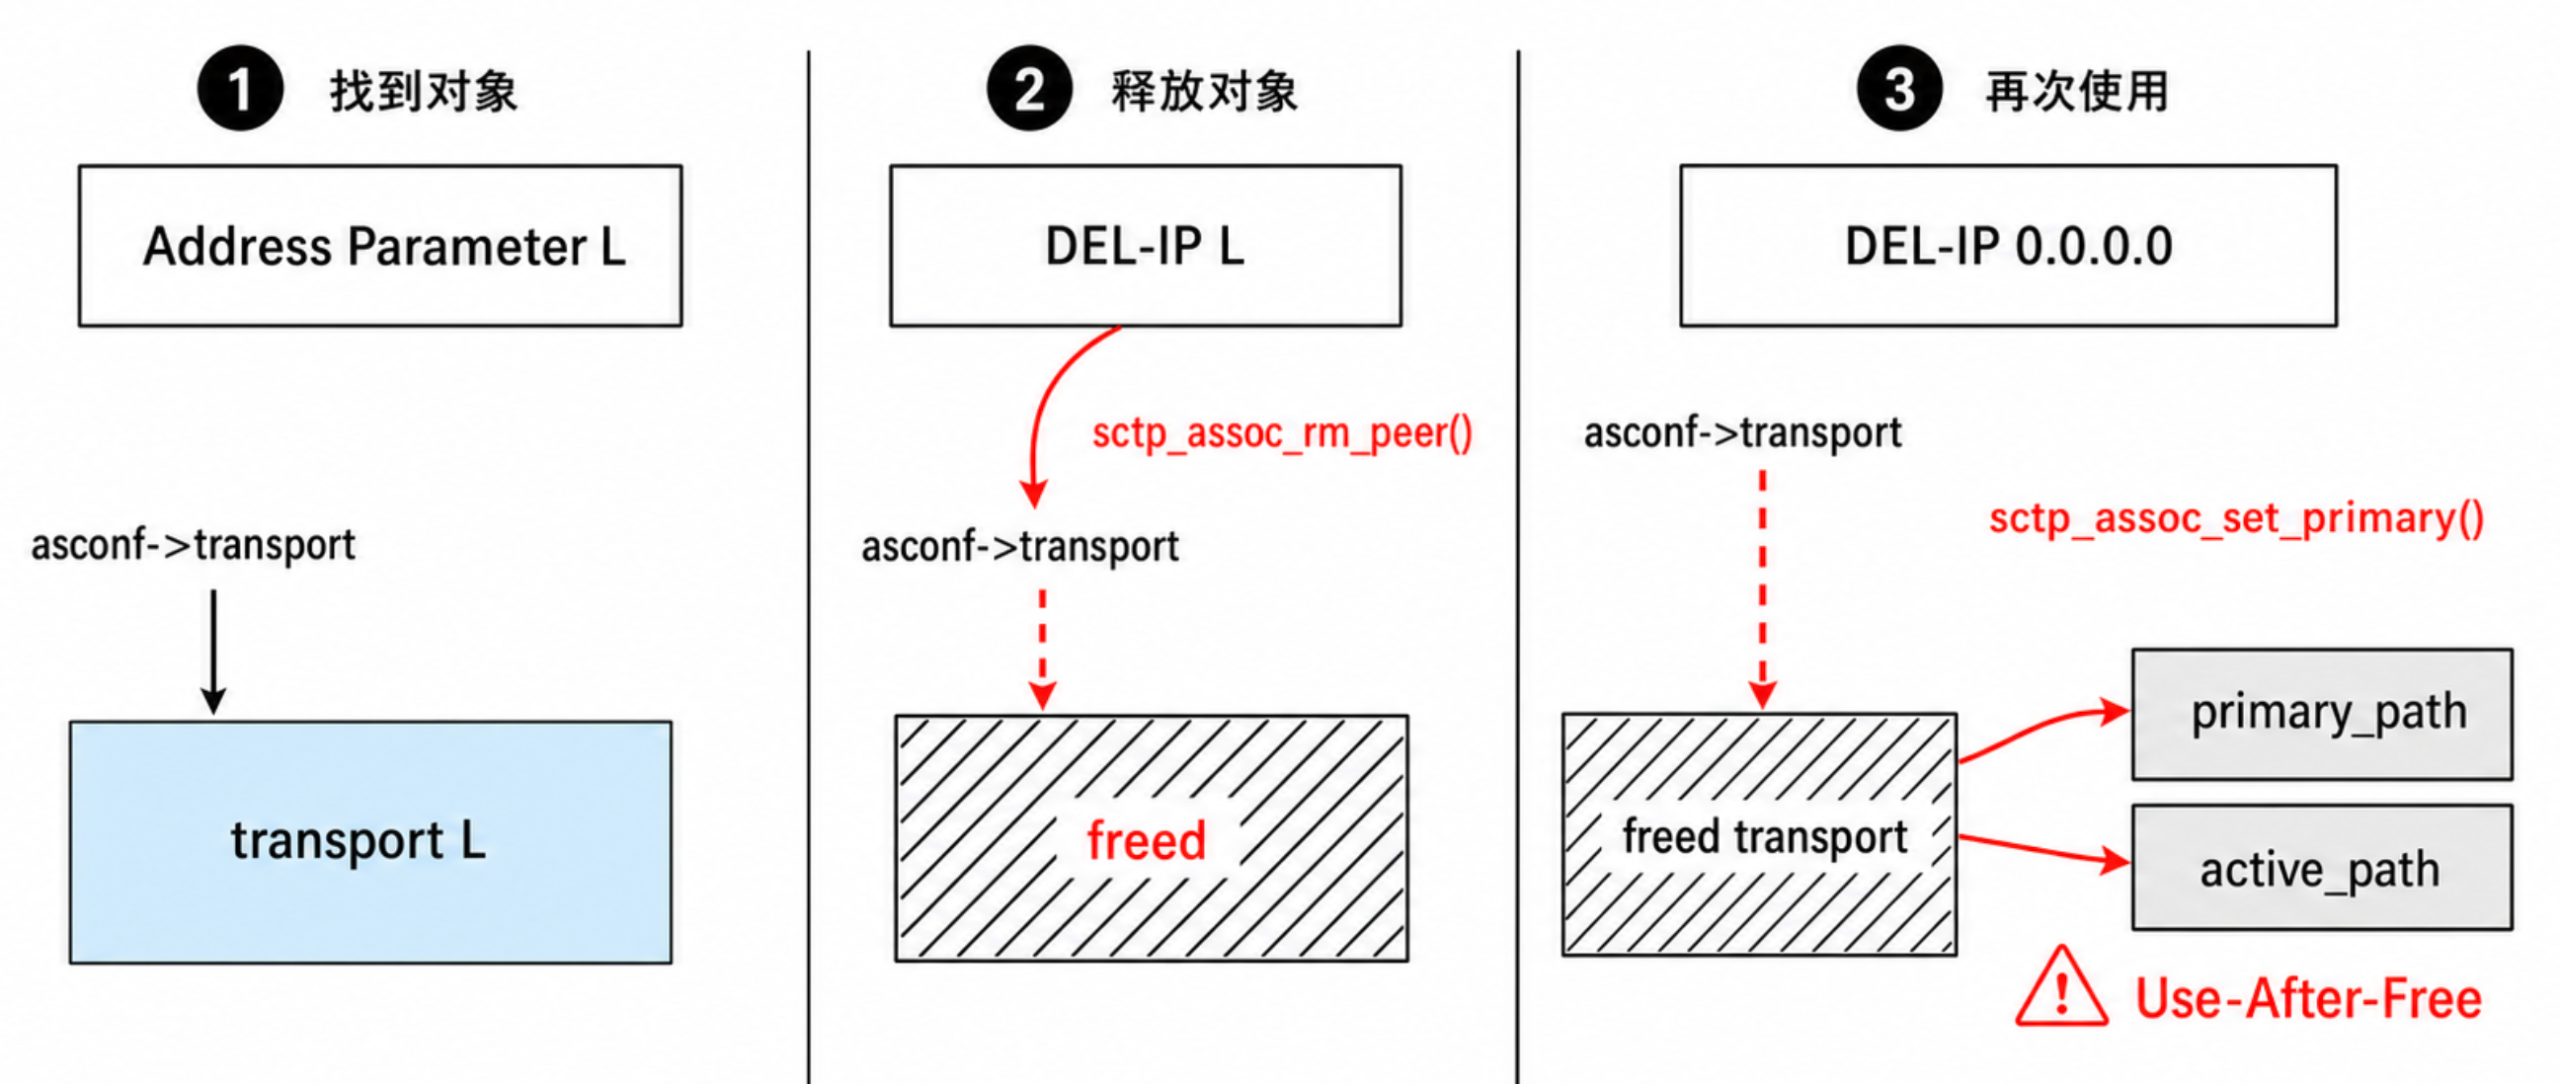 1 找到对象
Address Parameter L
asconf->transport
transport L
2 释放对象
DEL-IP L
sctp_assoc_rm_peer()
asconf->transport
freed
3 再次使用
DEL-IP 0.0.0.0
asconf->transport
sctp_assoc_set_primary()
freed transport
primary_path
active_path
! Use-After-Free